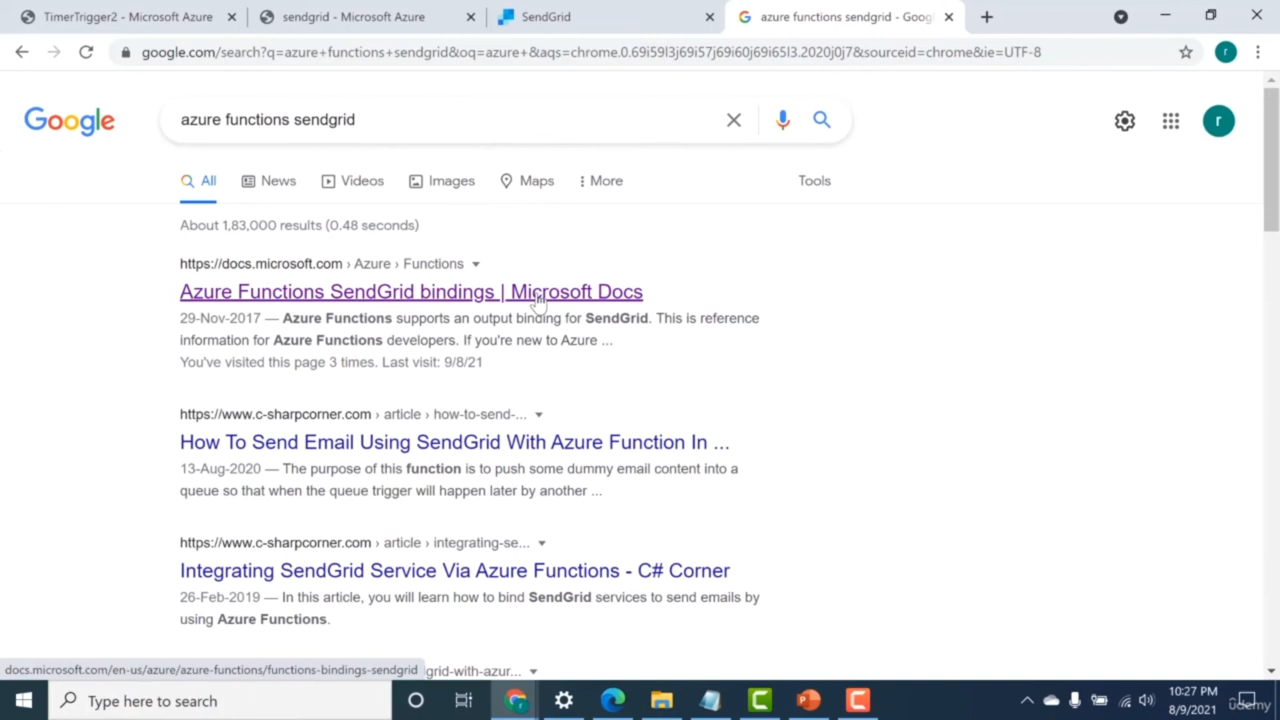 TimerTrigger2 - Microsoft Azure
sendgrid - Microsoft Azure
SendGrid
azure functions sendgrid - Goog
google.com/search?q=azure+functions+sendgrid&oq=azure+&aqs=chrome.0.69i59l3j69i57j69i60j69i65l3.2020j0j7&sourceid=chrome&ie=UTF-8
r
Google
azure functions sendgrid
r
All
News
Videos
Images
Maps
More
Tools
About 1,83,000 results (0.48 seconds)
https://docs.microsoft.com › Azure › Functions
Azure Functions SendGrid bindings | Microsoft Docs
29-Nov-2017 — Azure Functions supports an output binding for SendGrid. This is reference
information for Azure Functions developers. If you're new to Azure ...
You've visited this page 3 times. Last visit: 9/8/21
https://www.c-sharpcorner.com › article › how-to-send-...
How To Send Email Using SendGrid With Azure Function In ...
13-Aug-2020 — The purpose of this function is to push some dummy email content into a
queue so that when the queue trigger will happen later by another ...
https://www.c-sharpcorner.com › article › integrating-se...
Integrating SendGrid Service Via Azure Functions - C# Corner
26-Feb-2019 — In this article, you will learn how to bind SendGrid services to send emails by
using Azure Functions.
docs.microsoft.com/en-us/azure/azure-functions/functions-bindings-sendgrid
grid-with-azur...
Type here to search
10:27 PM
8/9/2021
udemy